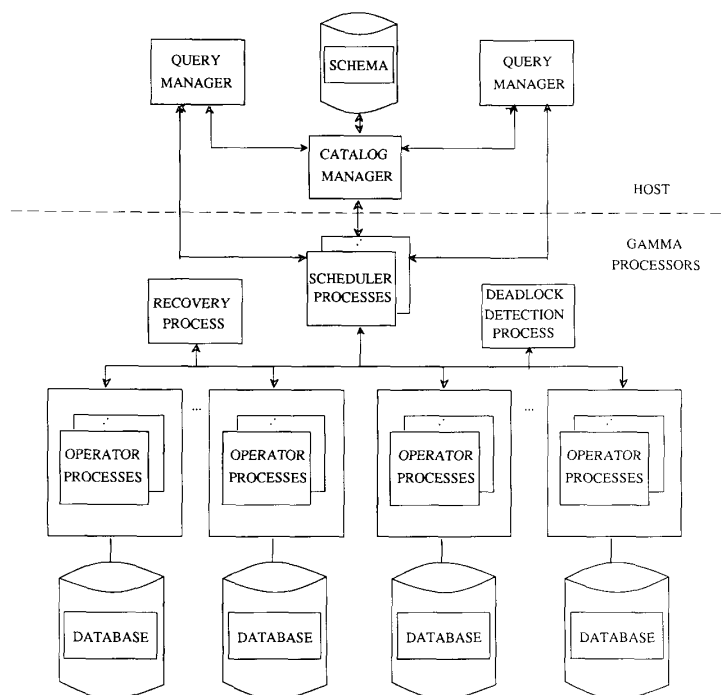 QUERY
MANAGER
SCHEMA
QUERY
MANAGER
CATALOG
MANAGER
HOST
GAMMA
PROCESSORS
SCHEDULER
PROCESSES
RECOVERY
PROCESS
DEADLOCK
DETECTION
PROCESS
...
...
OPERATOR
PROCESSES
OPERATOR
PROCESSES
OPERATOR
PROCESSES
OPERATOR
PROCESSES
DATABASE
DATABASE
DATABASE
DATABASE